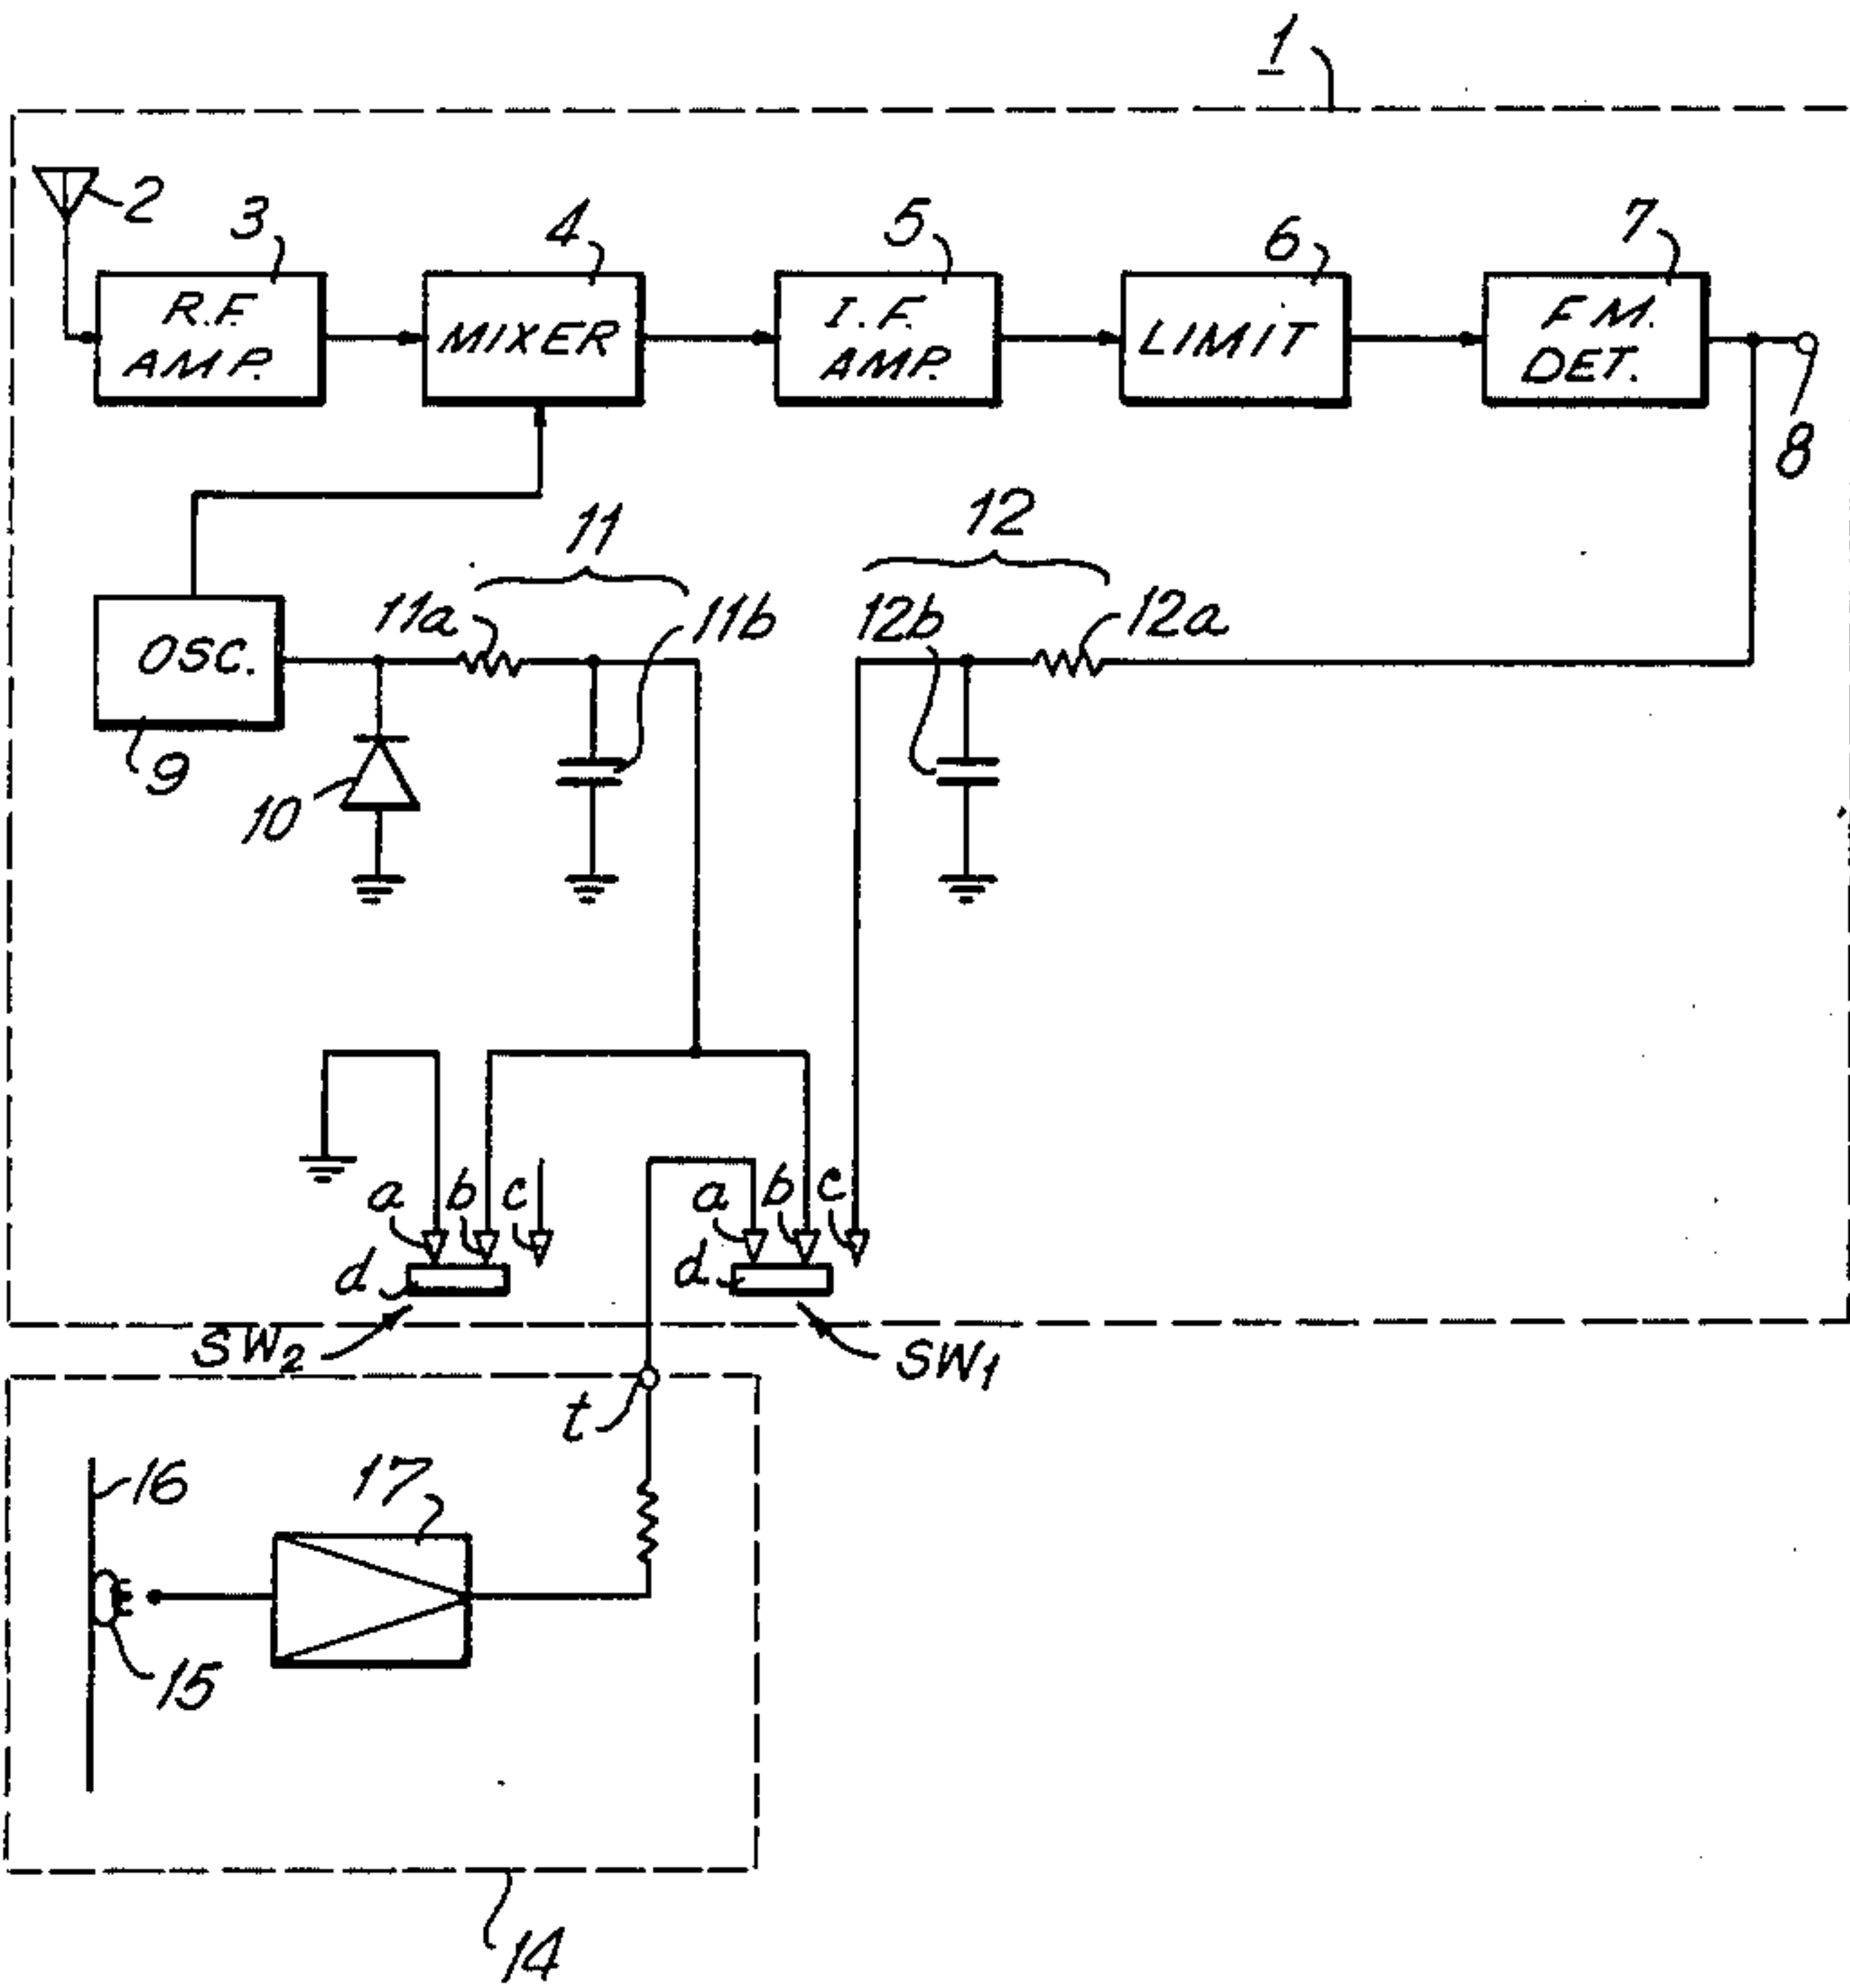 1
2
3
4
5
6
7
R.F.
AMP.
MIXER
I.F.
AMP.
LIMIT
F M.
DET.
8
11
12
11a
11b
12b
12a
OSC.
9
10
a
b
c
a
b
c
d
d
SW2
SW1
t
16
17
15
14